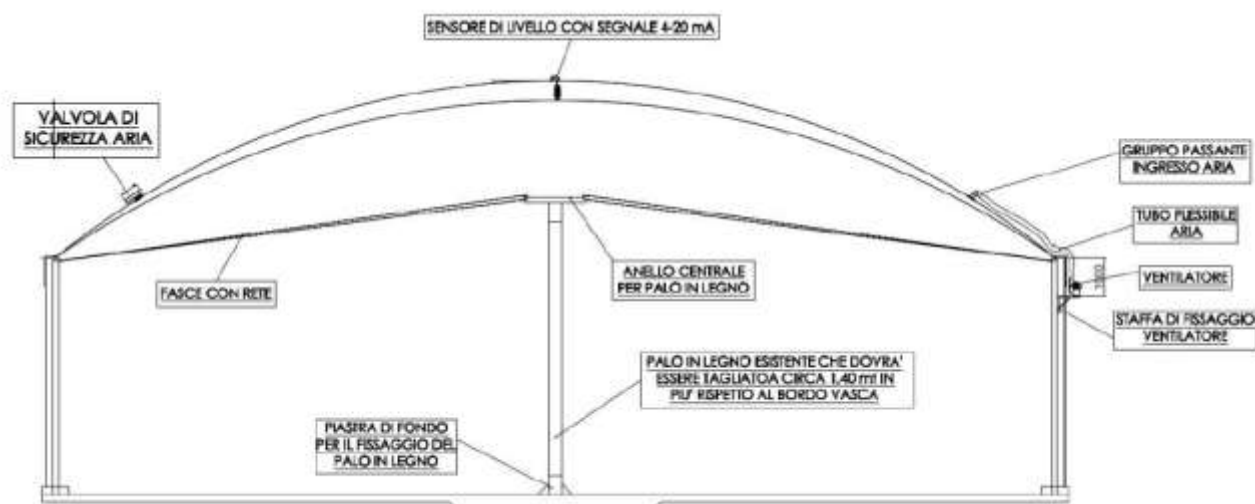 SENSORE DI LIVELLO CON SEGNALE 4-20 mA
VALVOLA DI
SICUREZZA ARIA
GRUPPO PASSANTE
INGRESSO ARIA
TUBO FLESSIBILE
ARIA
VENTILATORE
STAFFA DI FISSAGGIO
VENTILATORE
FASCE CON RETE
ANELLO CENTRALE
PER PALO IN LEGNO
PALO IN LEGNO ESISTENTE CHE DOVRA'
ESSERE TAGLIATOA CIRCA 1,40 mt IN
PIU' RISPETTO AL BORDO VASCA
PIASTRA DI FONDO
PER IL FISSAGGIO DEL
PALO IN LEGNO